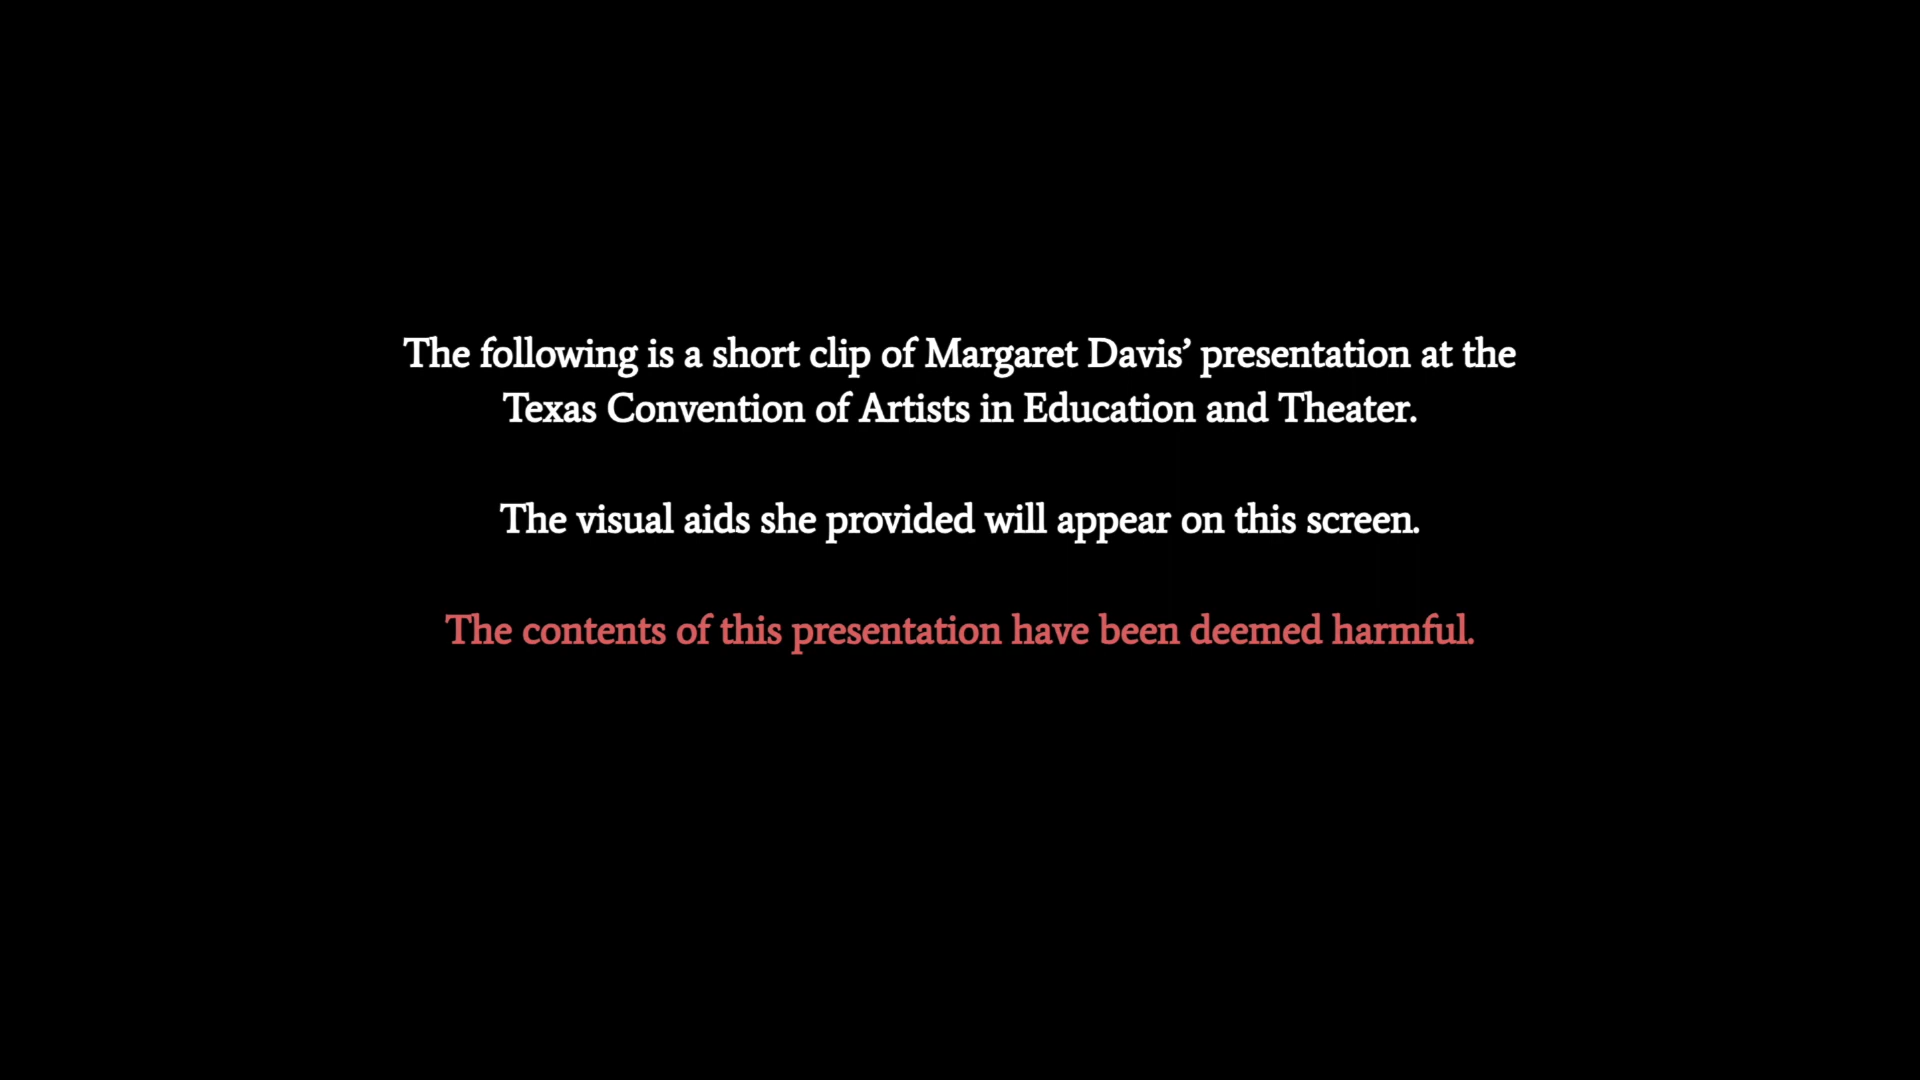 The following is a short clip of Margaret Davis’ presentation at the
Texas Convention of Artists in Education and Theater.
The visual aids she provided will appear on this screen.
The contents of this presentation have been deemed harmful.